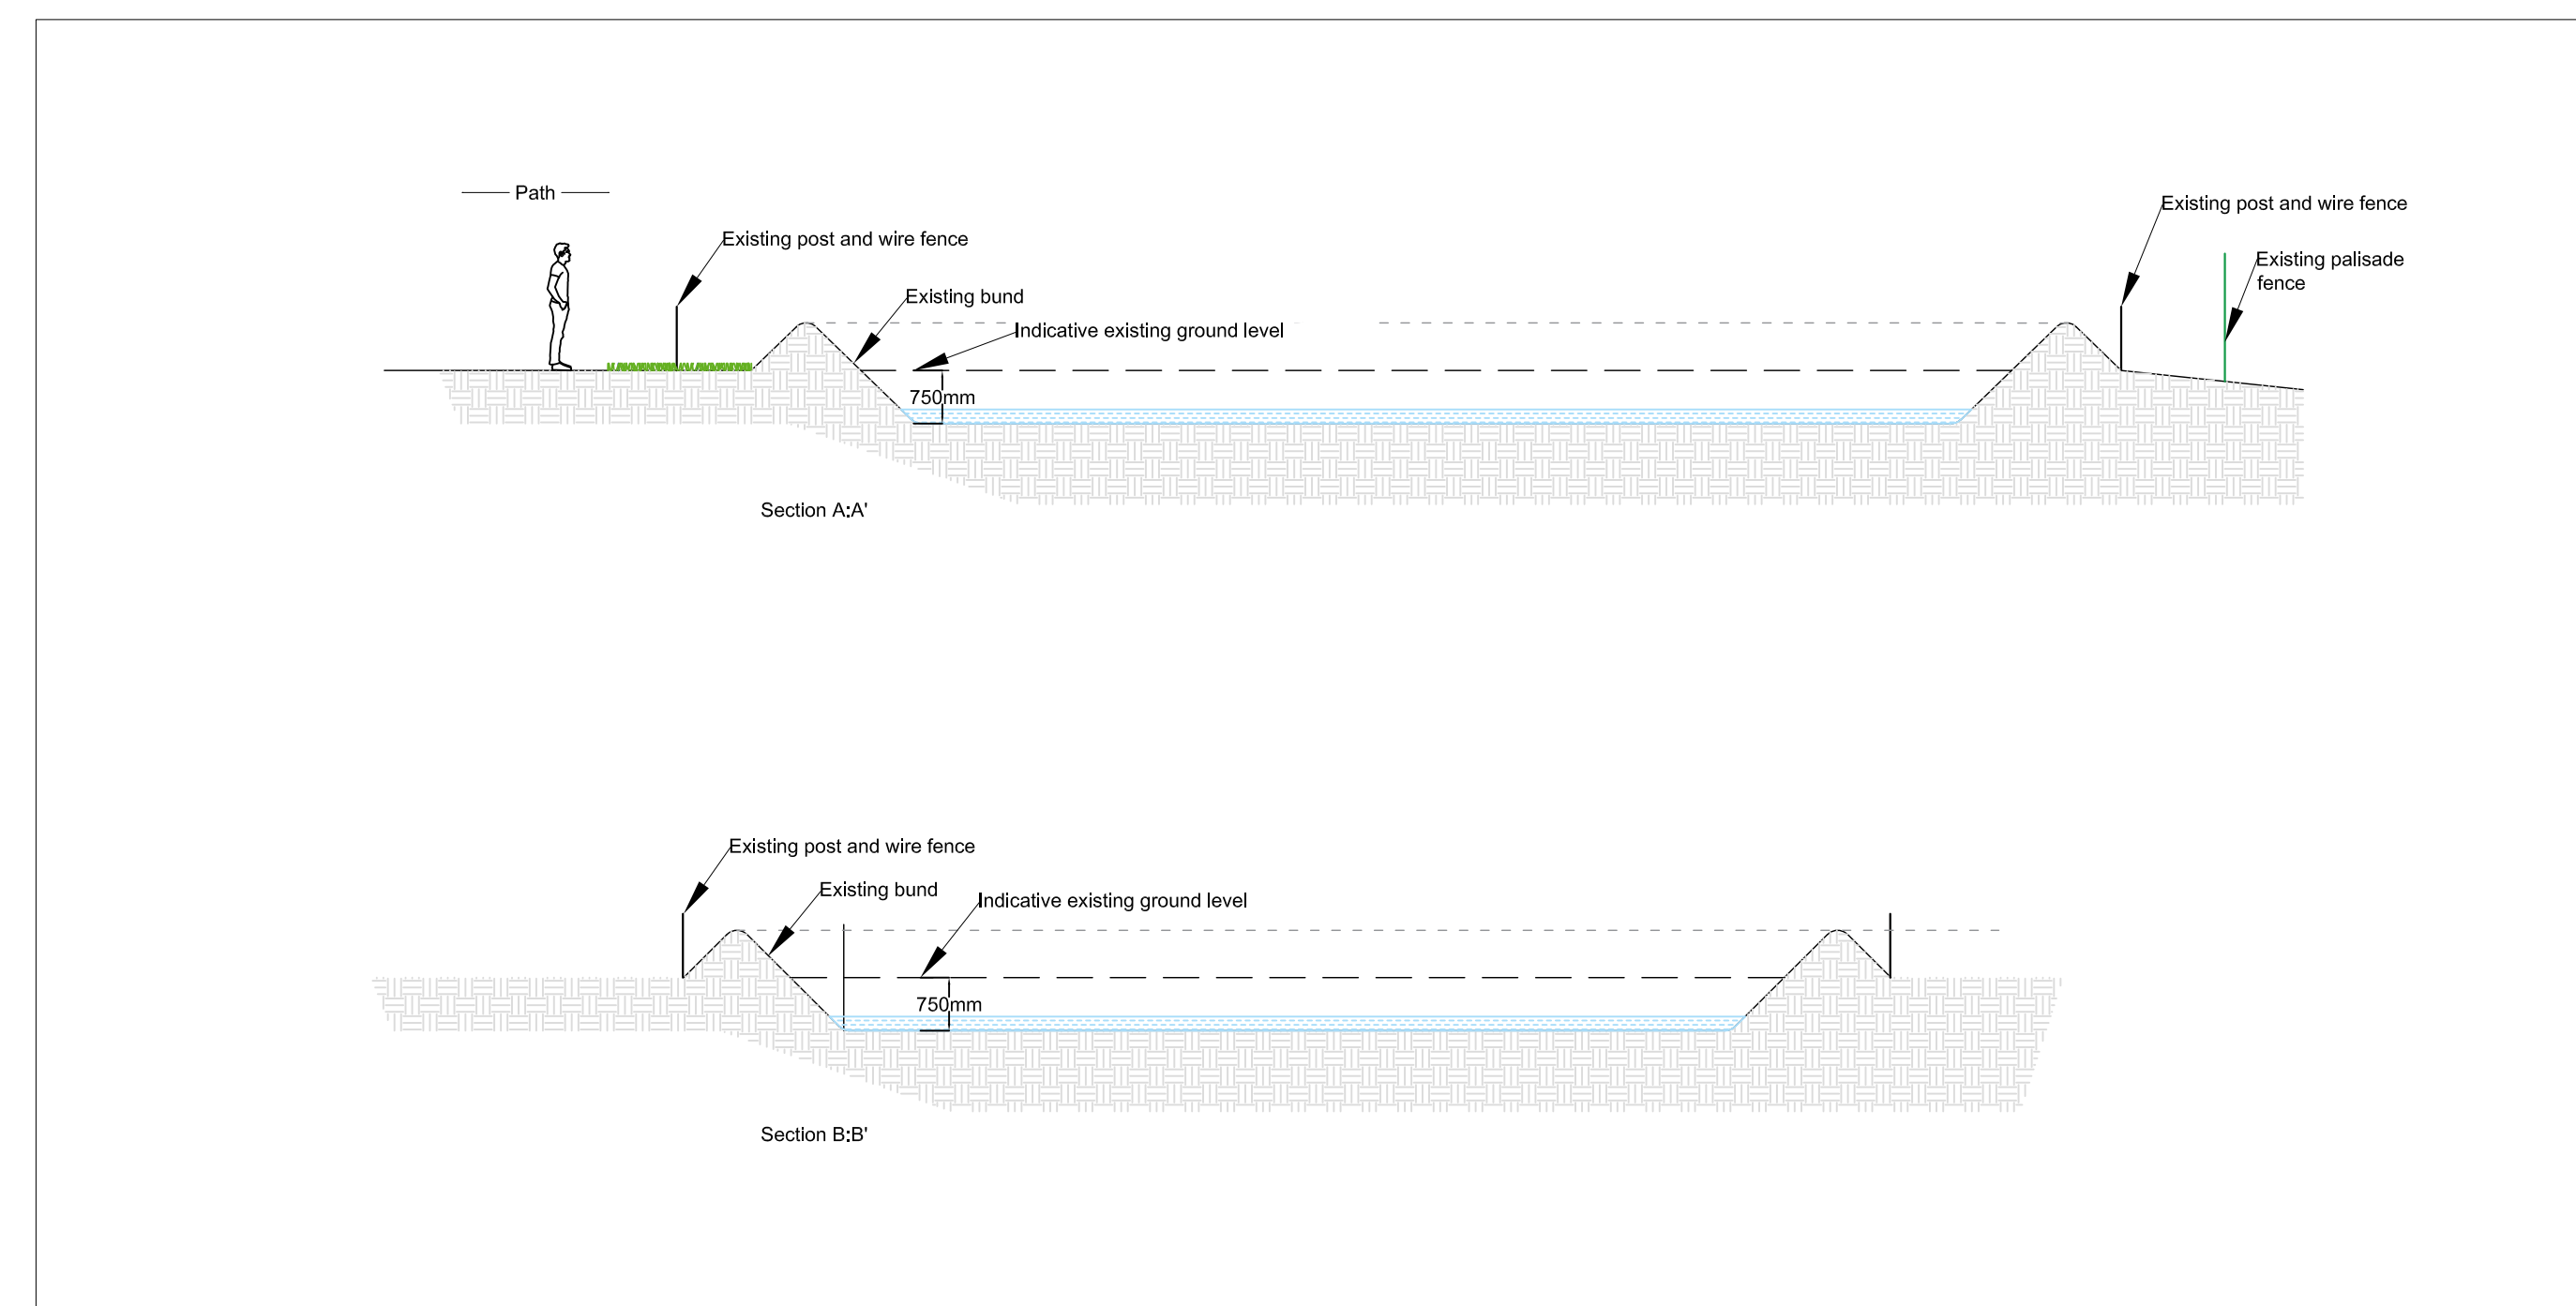 Path
Existing post and wire fence
Existing post and wire fence
Existing palisade
fence
Existing bund
Indicative existing ground level
750mm
Section A:A'
Existing post and wire fence
Existing bund
Indicative existing ground level
750mm
Section B:B'